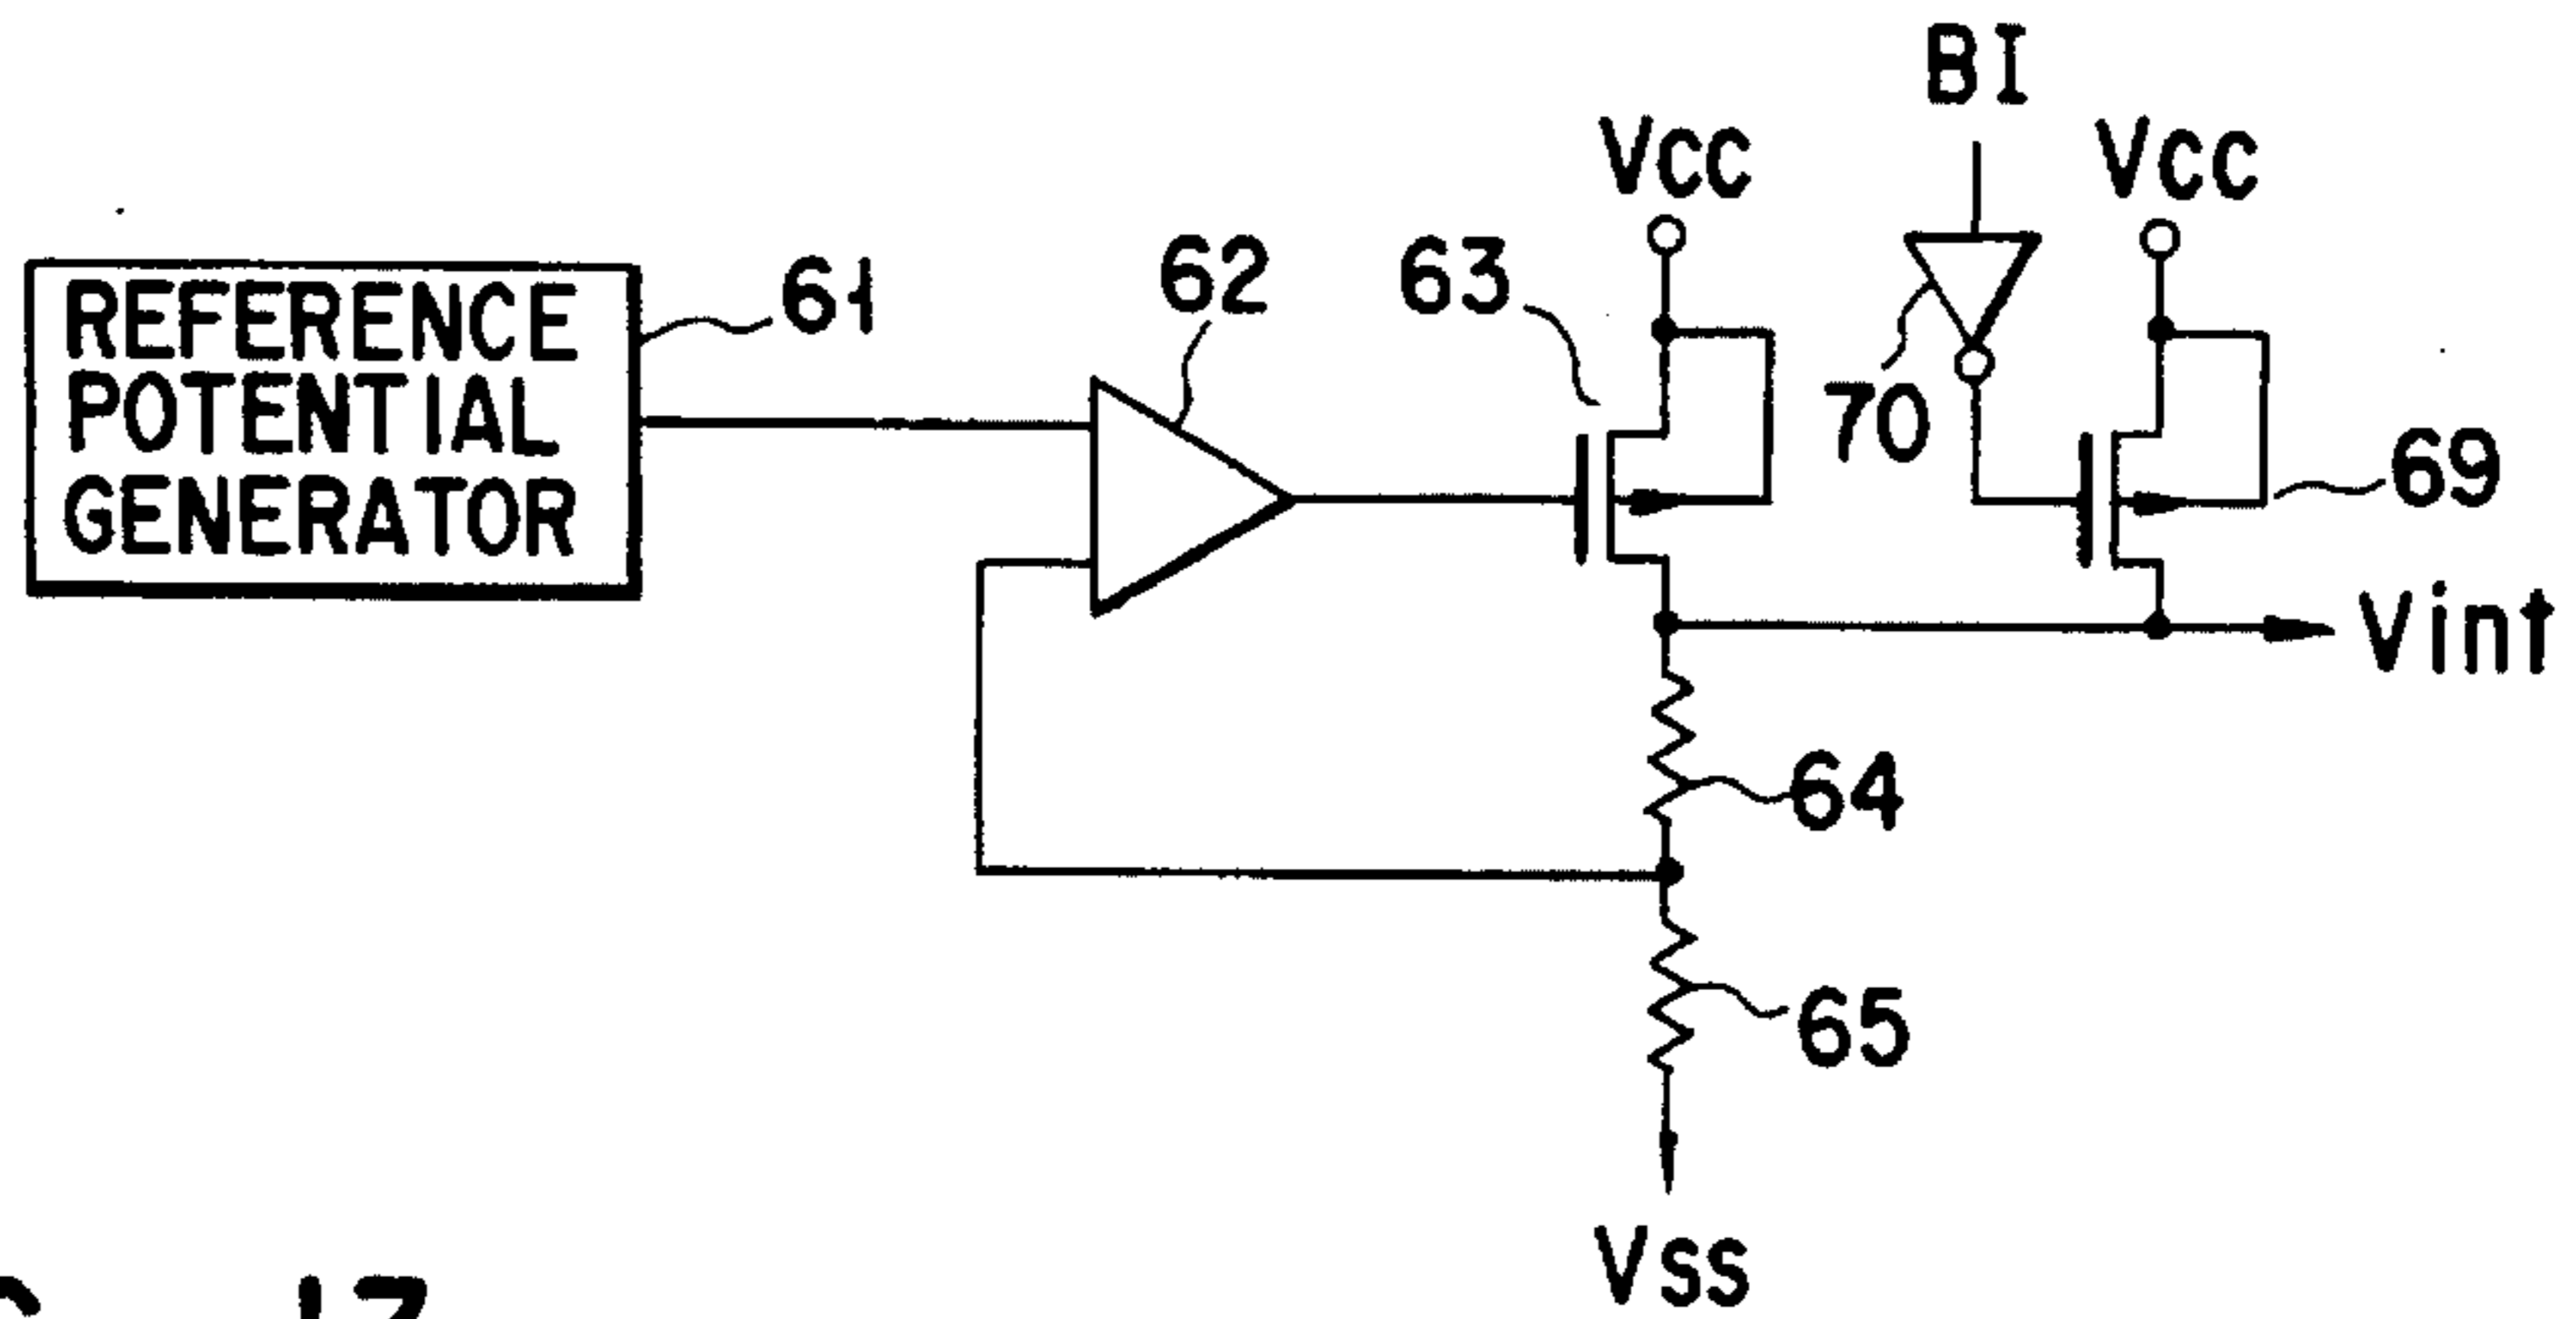 BI
Vcc
Vcc
REFERENCE
POTENTIAL
GENERATOR
61
62
63
70
69
Vint
64
65
Vss